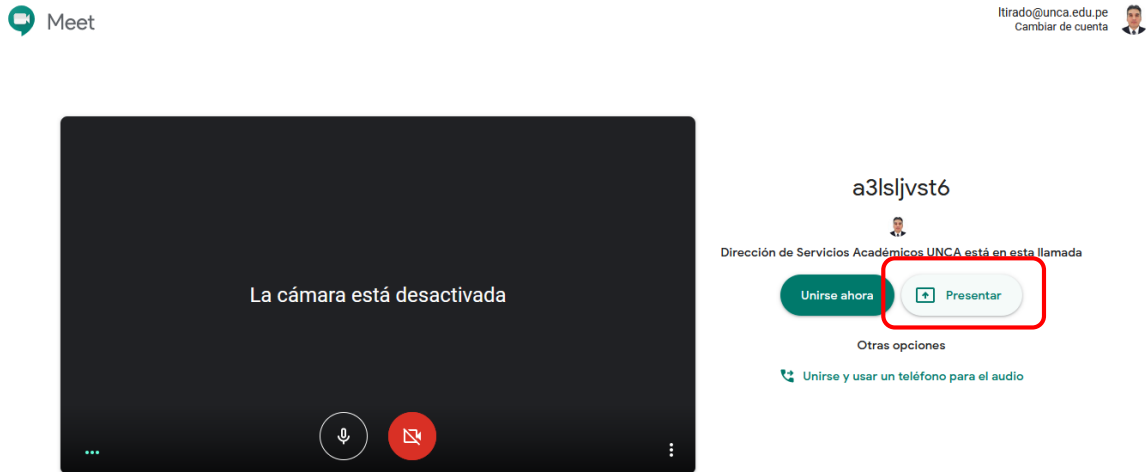 Meet
ltirado@unca.edu.pe
Cambiar de cuenta
La cámara está desactivada
a3lsljvst6
Dirección de Servicios Académicos UNCA está en esta llamada
Unirse ahora
Presentar
Otras opciones
Unirse y usar un teléfono para el audio